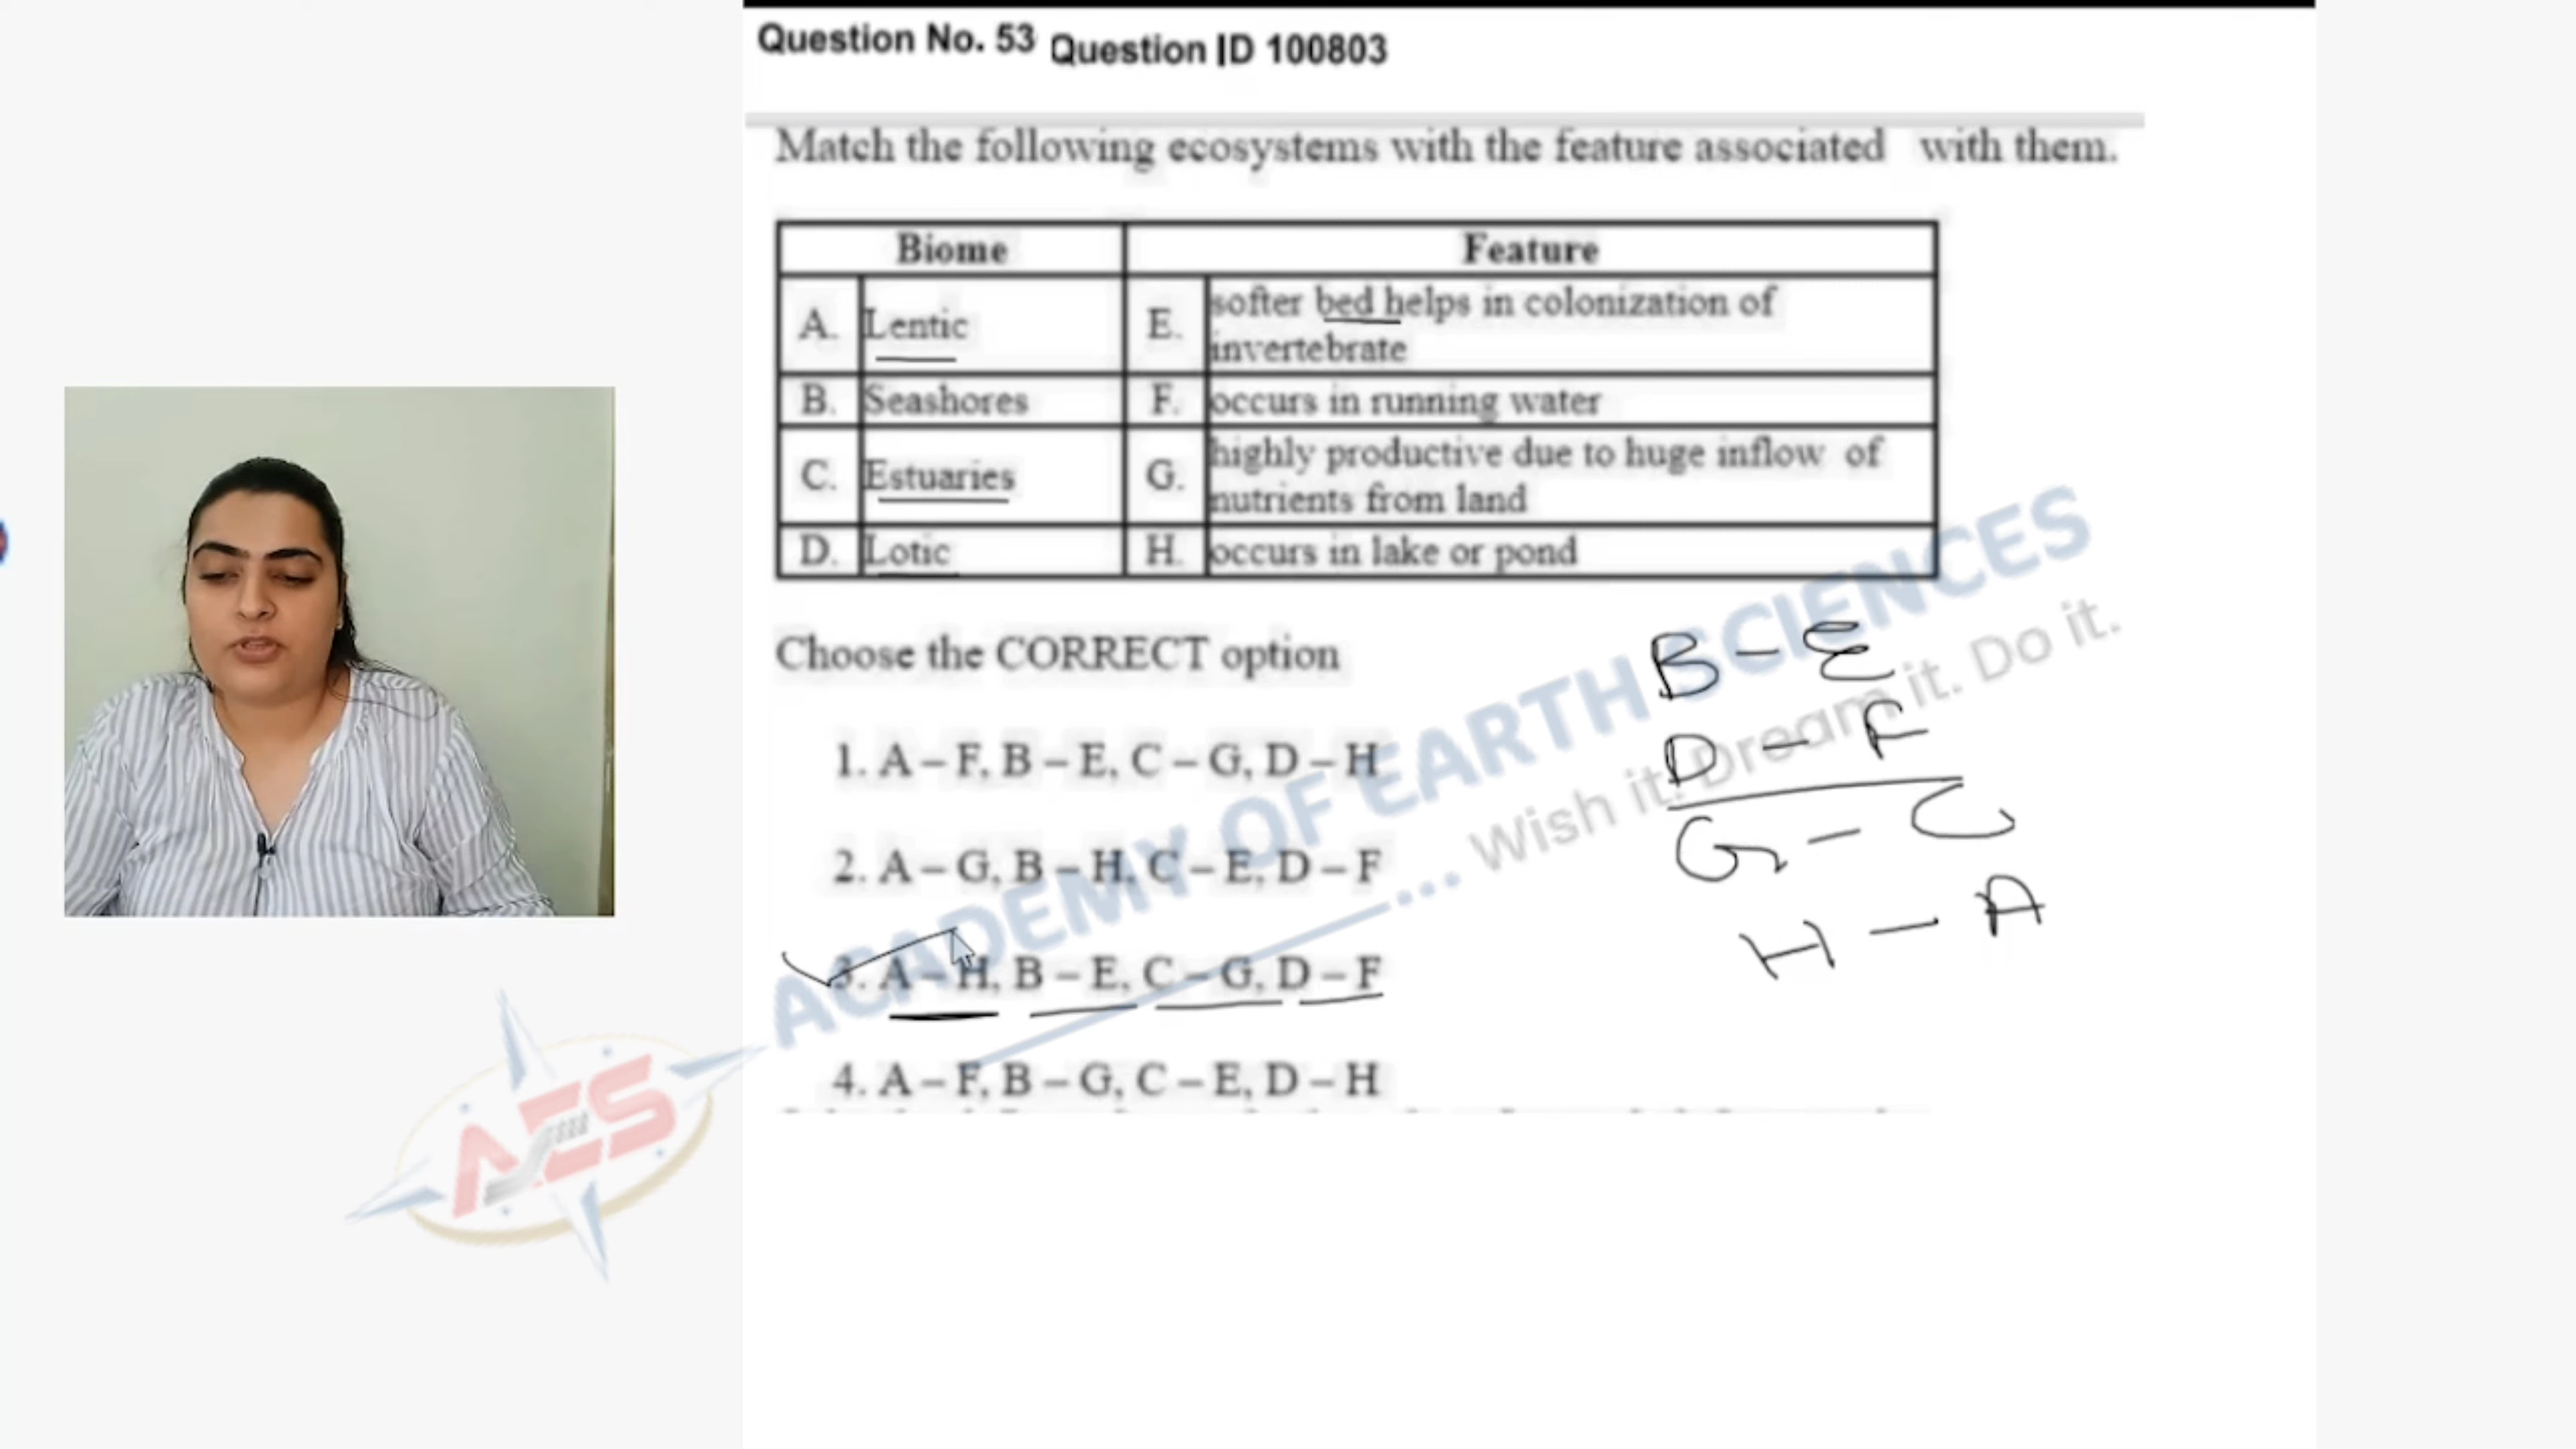 Question No. 53 Question ID 100803
Match the following ecosystems with the feature associated with them.
Biome Feature
A. Lentic E. softer bed helps in colonization of invertebrate
B. Seashores F. occurs in running water
C. Estuaries G. highly productive due to huge inflow of nutrients from land
D. Lotic H. occurs in lake or pond
Choose the CORRECT option
1. A – F, B – E, C – G, D – H
2. A – G, B – H, C – E, D – F
3. A – H, B – E, C – G, D – F
4. A – F, B – G, C – E, D – H
B – E
D – F
G – C
H – A
ACADEMY OF EARTH SCIENCES
... Wish it. Dream it. Do it.
AES